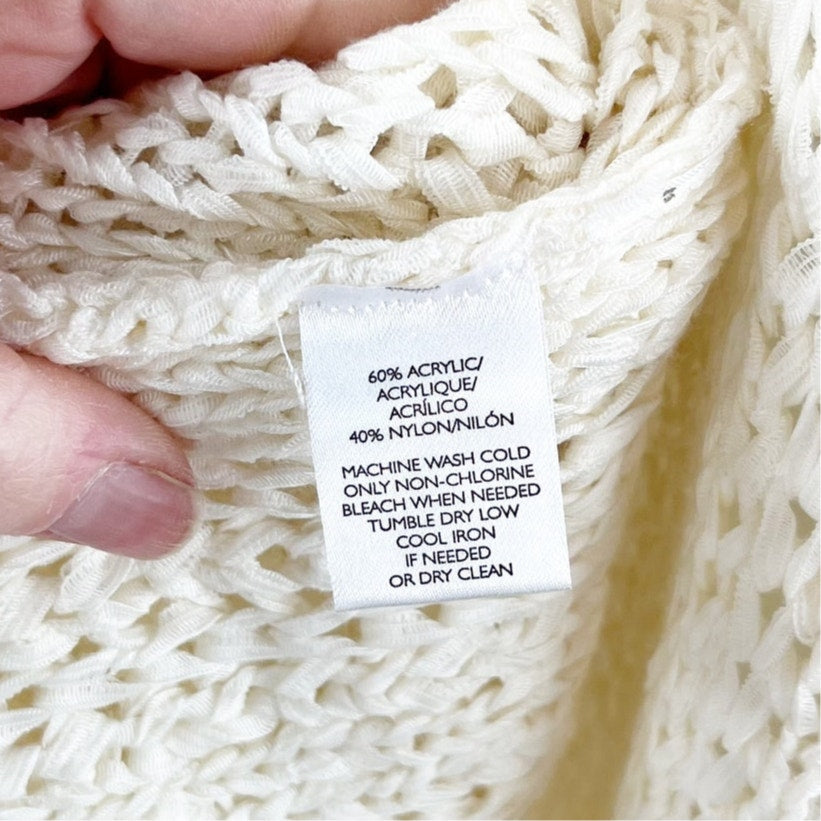 60% ACRYLIC/
ACRYLIQUE/
ACRÍLICO
40% NYLON/NILÓN
MACHINE WASH COLD
ONLY NON-CHLORINE
BLEACH WHEN NEEDED
TUMBLE DRY LOW
COOL IRON
IF NEEDED
OR DRY CLEAN